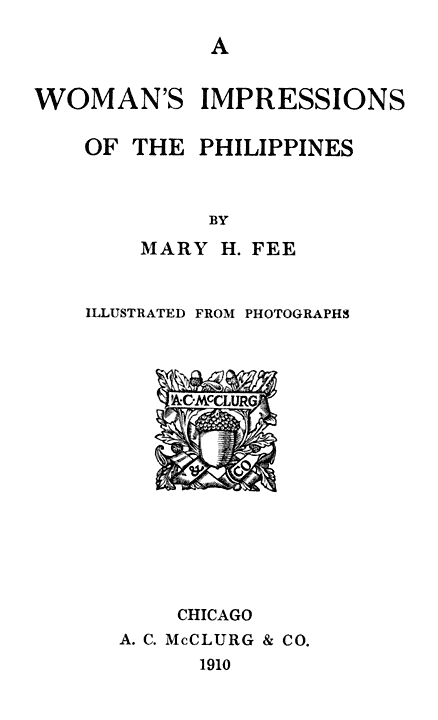 A
WOMAN'S IMPRESSIONS
OF THE PHILIPPINES
BY
MARY H. FEE
ILLUSTRATED FROM PHOTOGRAPHS
A·C·McCLURG
& CO
CHICAGO
A. C. McCLURG & CO.
1910